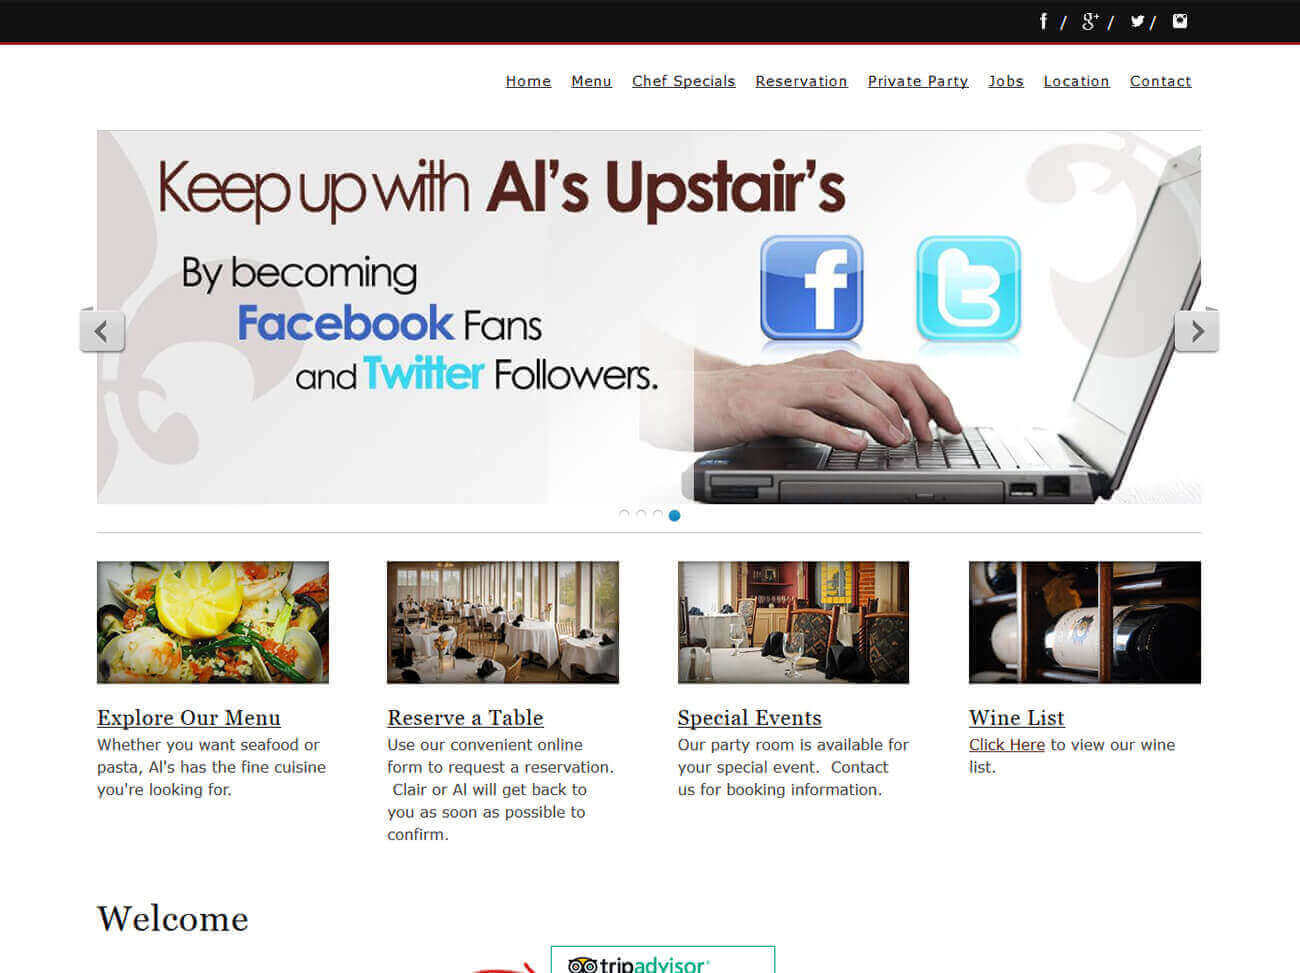 Home Menu Chef Specials Reservation Private Party Jobs Location Contact
Keep up with Al's Upstair's
By becoming
Facebook Fans
and Twitter Followers.
Explore Our Menu
Whether you want seafood or
pasta, Al's has the fine cuisine
you're looking for.
Reserve a Table
Use our convenient online
form to request a reservation.
Clair or Al will get back to
you as soon as possible to
confirm.
Special Events
Our party room is available for
your special event.  Contact
us for booking information.
Wine List
Click Here to view our wine
list.
Welcome
tripadvisor